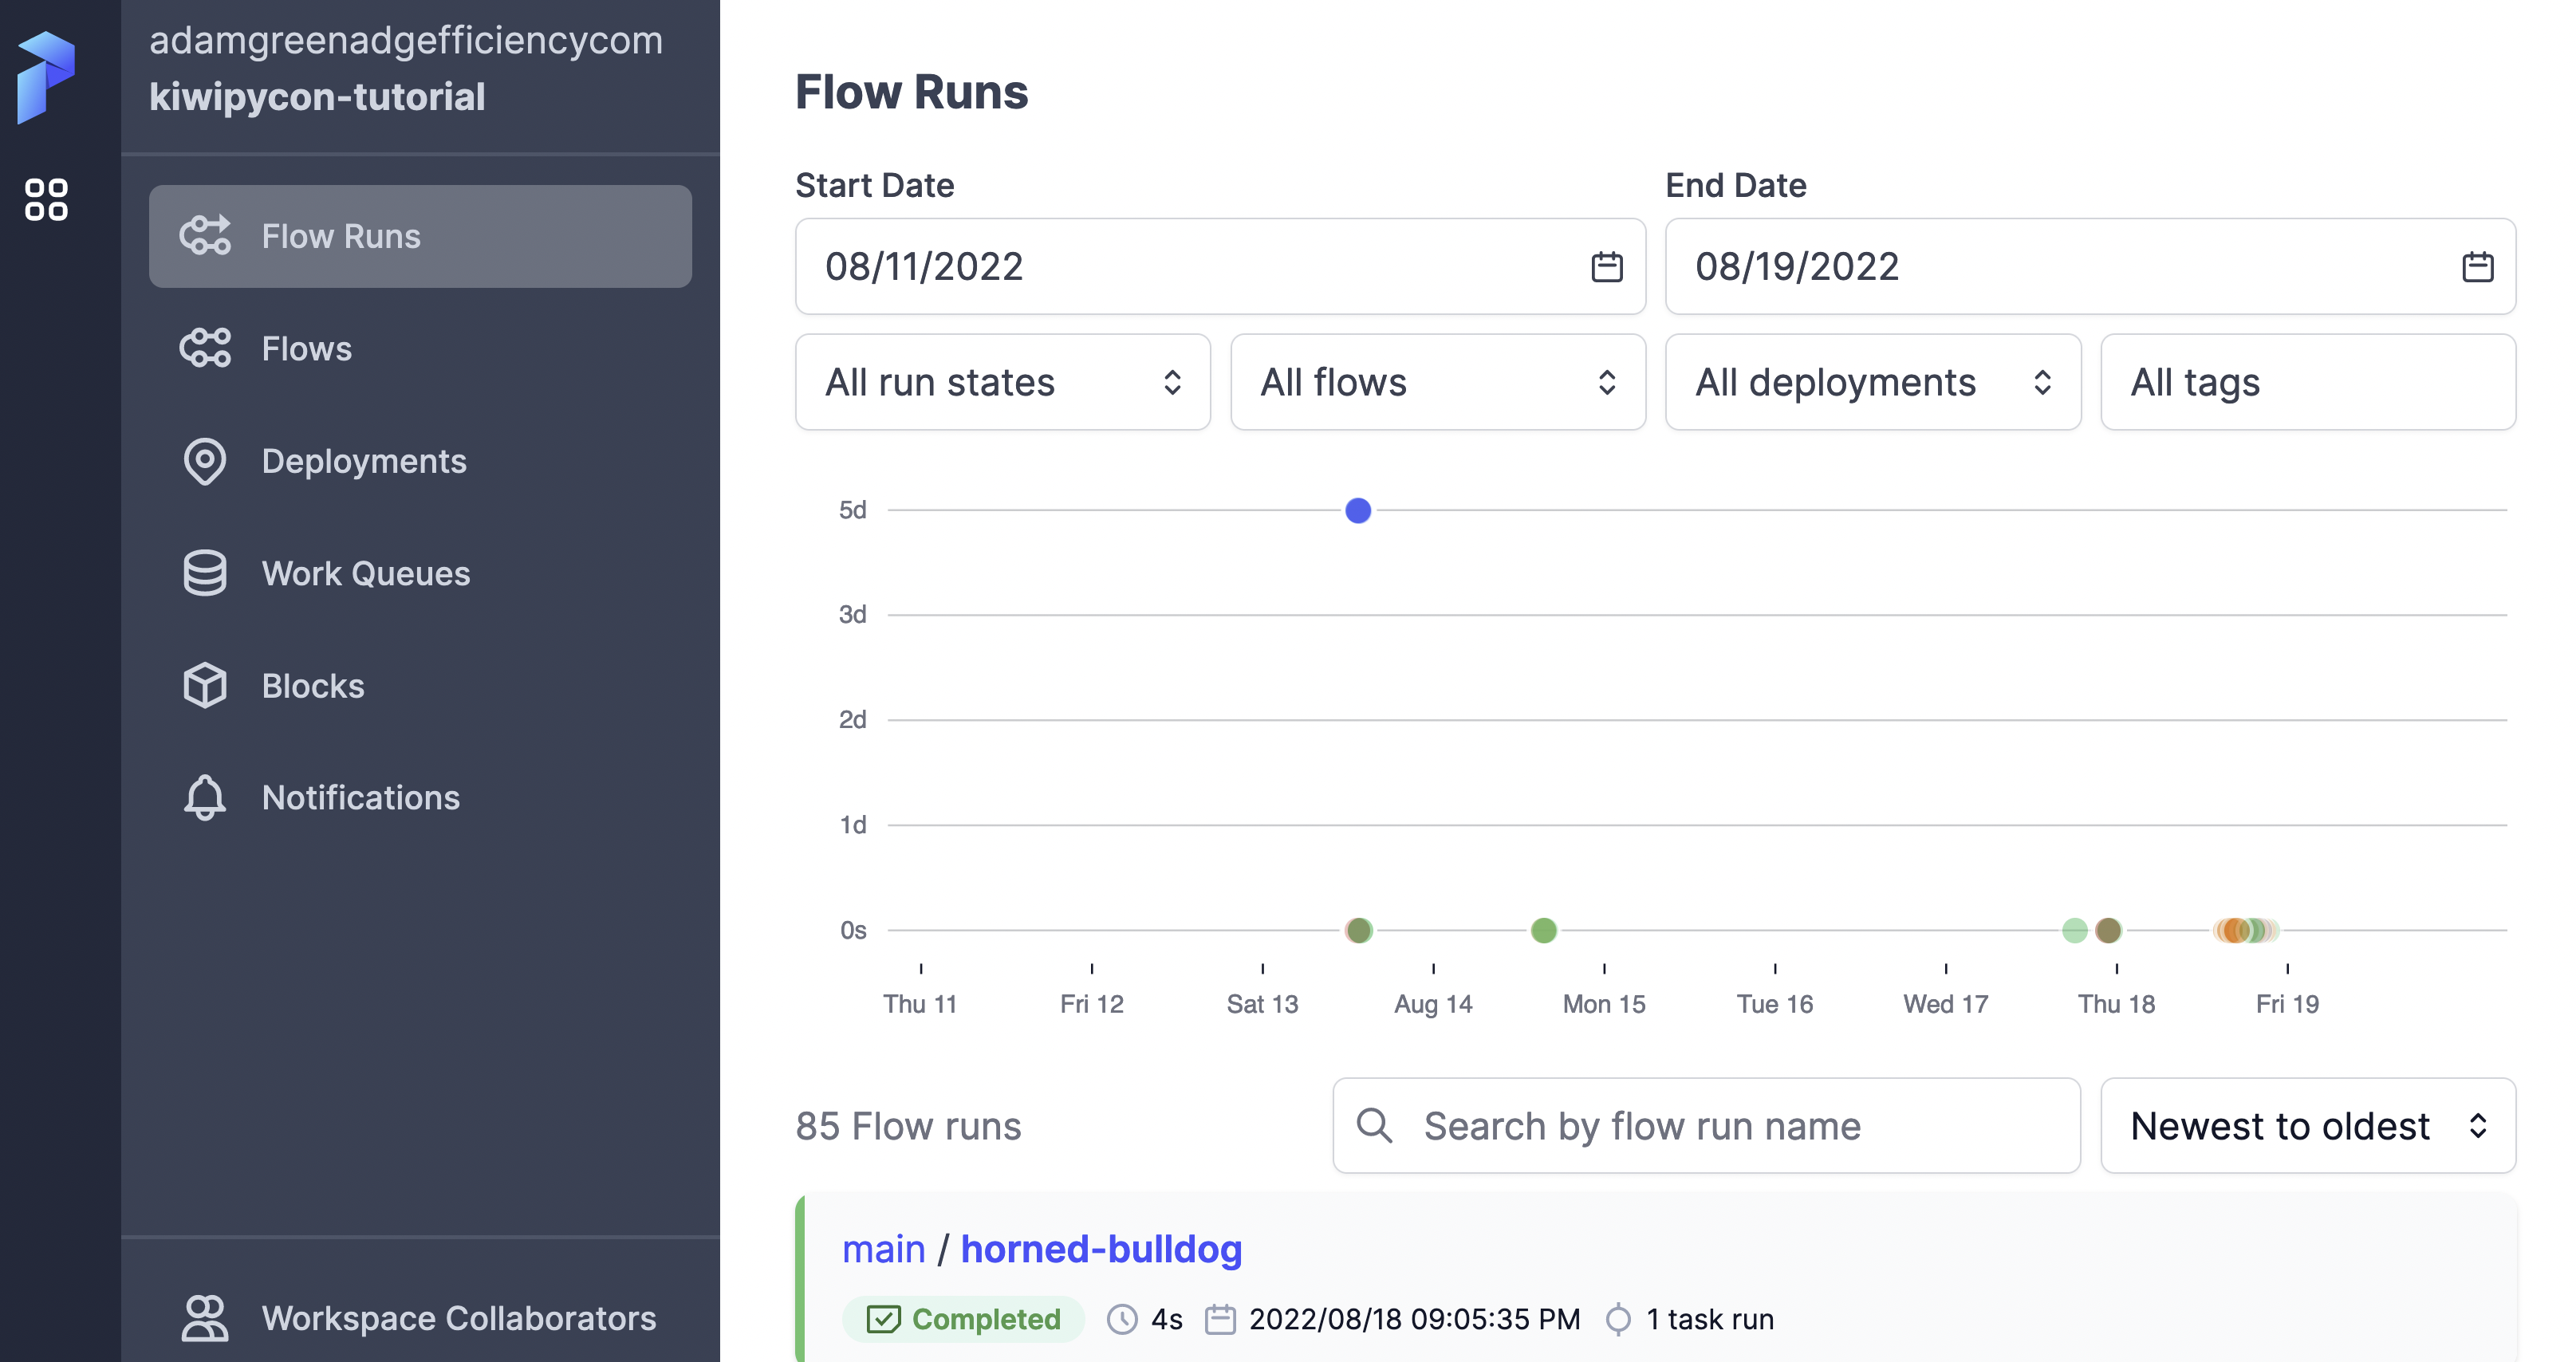 adamgreenadgefficiencycom
kiwipycon-tutorial
Flow Runs
Flows
Deployments
Work Queues
Blocks
Notifications
Workspace Collaborators
Flow Runs
Start Date End Date
08/11/2022 08/19/2022
All run states All flows All deployments All tags
5d
3d
2d
1d
0s
Thu 11 Fri 12 Sat 13 Aug 14 Mon 15 Tue 16 Wed 17 Thu 18 Fri 19
85 Flow runs Search by flow run name Newest to oldest
main / horned-bulldog
Completed 4s 2022/08/18 09:05:35 PM 1 task run